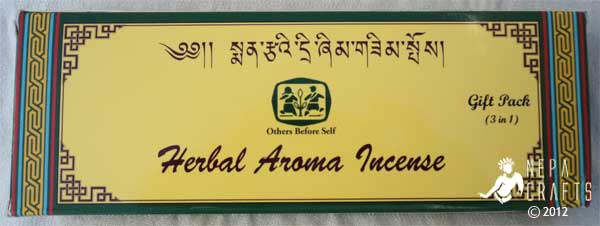 ༄༅།། སྨན་རྩའི་དྲི་ཞིམ་གཟིམ་སྤོས།
Gift Pack
(3 in 1)
Others Before Self
Herbal Aroma Incense
NEPA
CRAFTS
© 2012